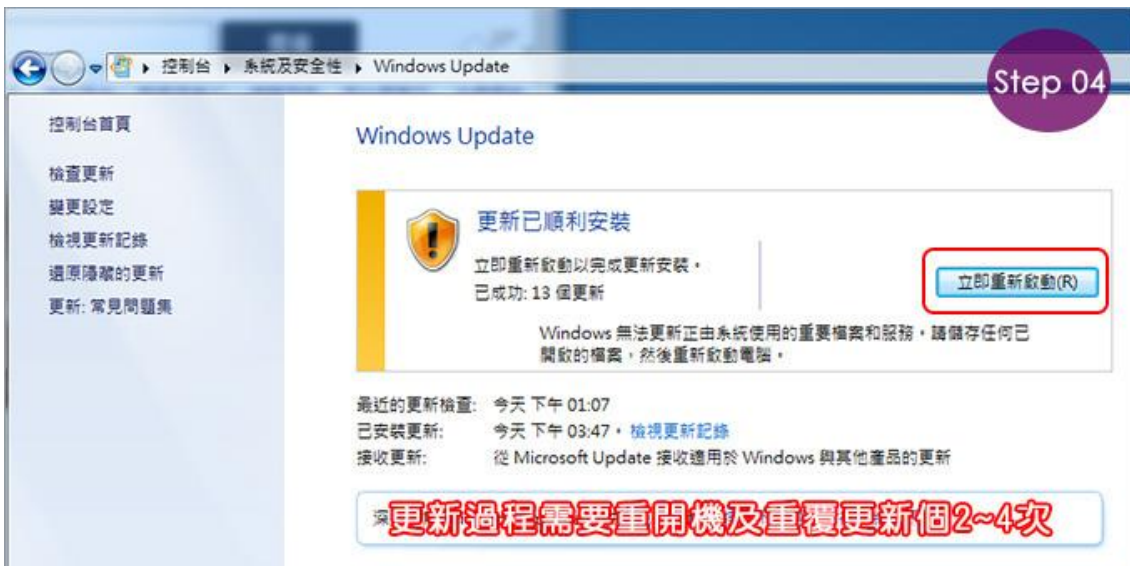 控制台 ▸ 系統及安全性 ▸ Windows Update
Step 04
控制台首頁
檢查更新
變更設定
檢視更新記錄
還原隱藏的更新
更新: 常見問題集
Windows Update
更新已順利安裝
立即重新啟動以完成更新安裝。
已成功: 13 個更新
立即重新啟動(R)
Windows 無法更新正由系統使用的重要檔案和服務。請儲存任何已
開啟的檔案，然後重新啟動電腦。
最近的更新檢查: 今天 下午 01:07
已安裝更新: 今天 下午 03:47。檢視更新記錄
接收更新: 從 Microsoft Update 接收適用於 Windows 與其他產品的更新
深
更新過程需要重開機及重覆更新個2~4次